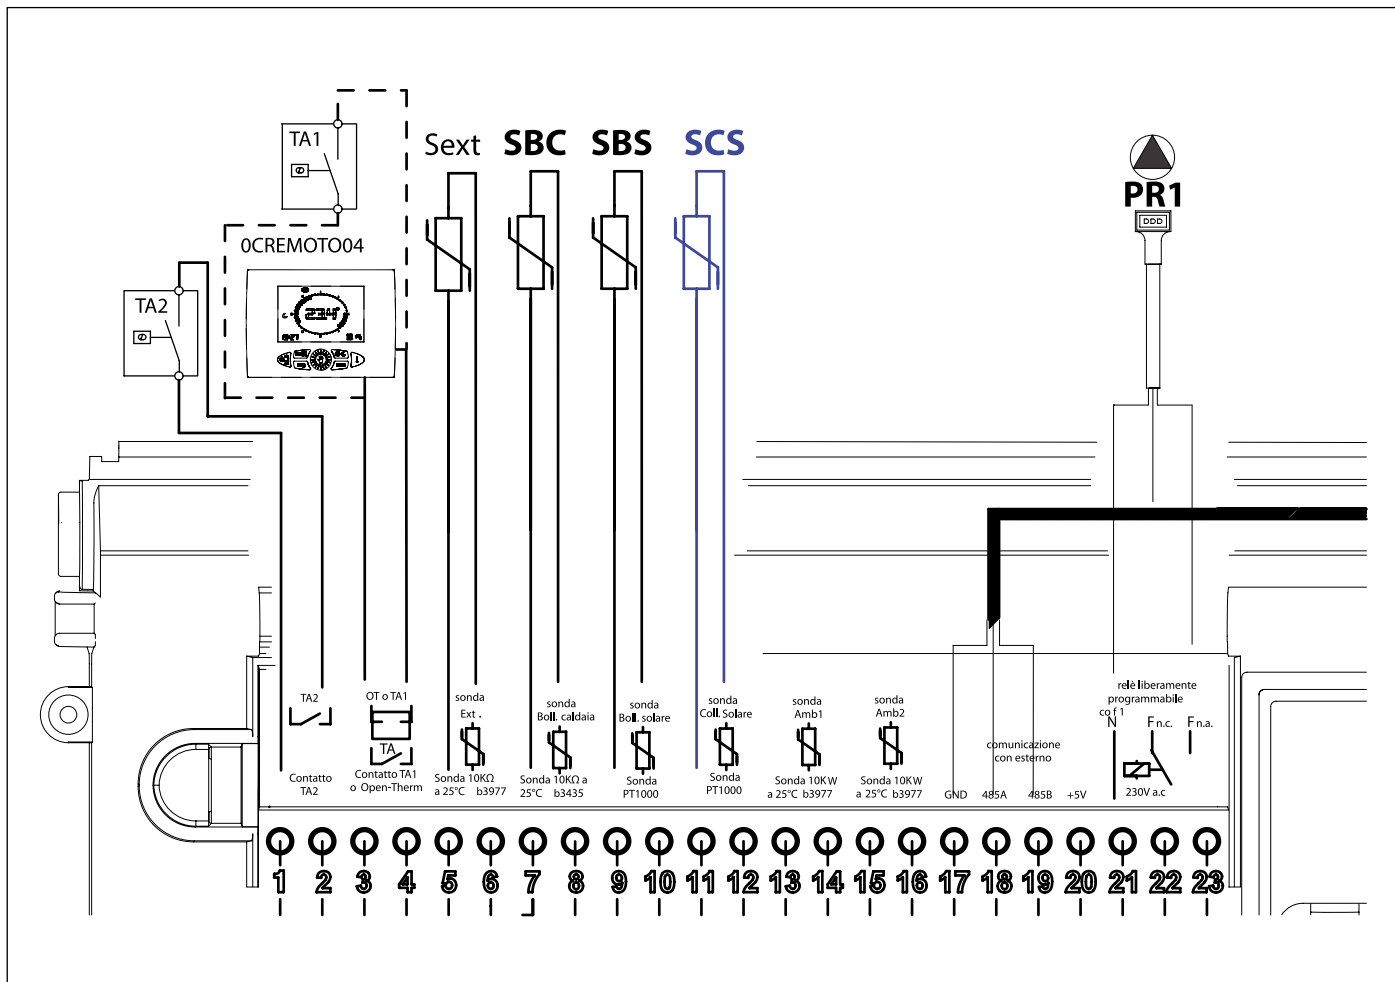 TA1
Sext SBC SBS SCS
PR1
0CREMOTO04
TA2
234°
TA2
OT o TA1
TA
sonda
Ext .
sonda
Boll. caldaia
sonda
Boll. solare
sonda
Coll. Solare
sonda
Amb1
sonda
Amb2
comunicazione
con esterno
relè liberamente
programmabile
co f 1
N F n.c. F n.a.
230V a.c
Contatto
TA2
Contatto TA1
o Open-Therm
Sonda 10KΩ
a 25°C b3977
Sonda 10KΩ a
25°C b3435
Sonda
PT1000
Sonda
PT1000
Sonda 10K W
a 25°C b3977
Sonda 10K W
a 25°C b3977
GND 485A 485B +5V
1 2 3 4 5 6 7 8 9 10 11 12 13 14 15 16 17 18 19 20 21 22 23